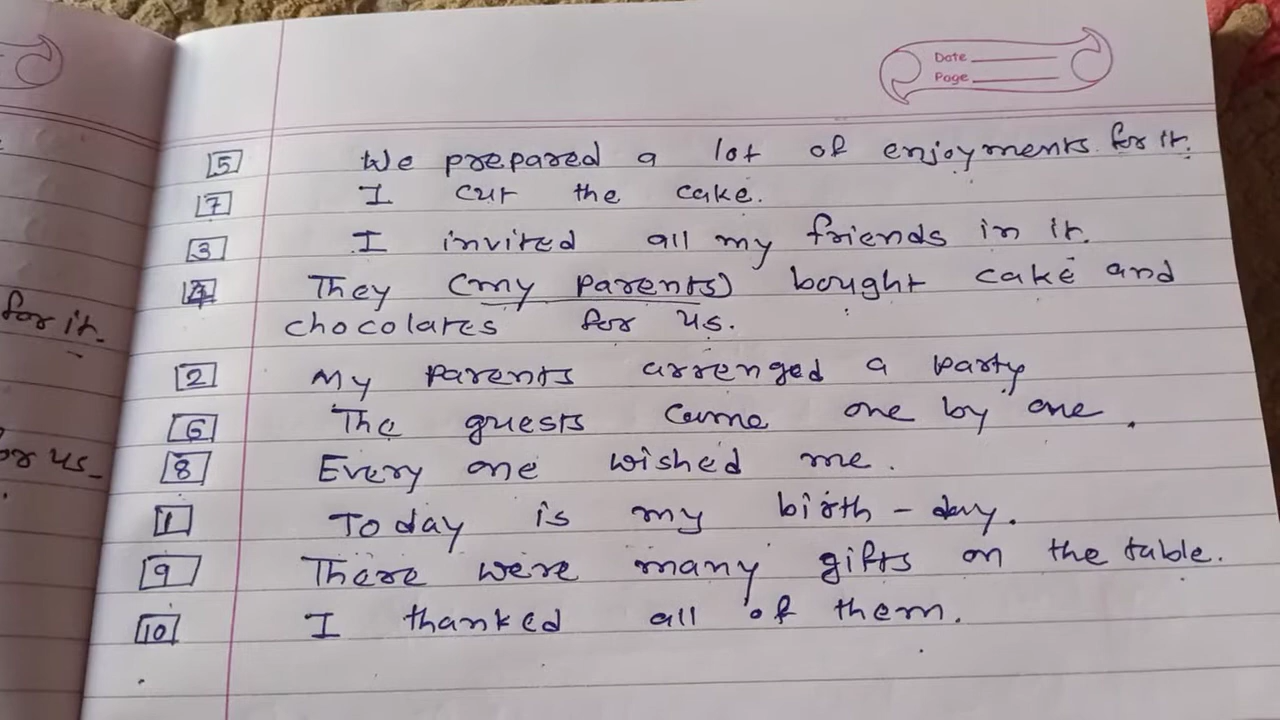 Date
Page
5 We prepared a lot of enjoyments for it.
7 I cut the cake.
3 I invited all my friends in it.
4 They (my parents) bought cake and
chocolates for us.
2 My parents arrenged a party
6 The guests came one by one.
8 Every one wished me.
1 Today is my birth-day.
9 There were many gifts on the table.
10 I thanked all of them.
for it.
for us.